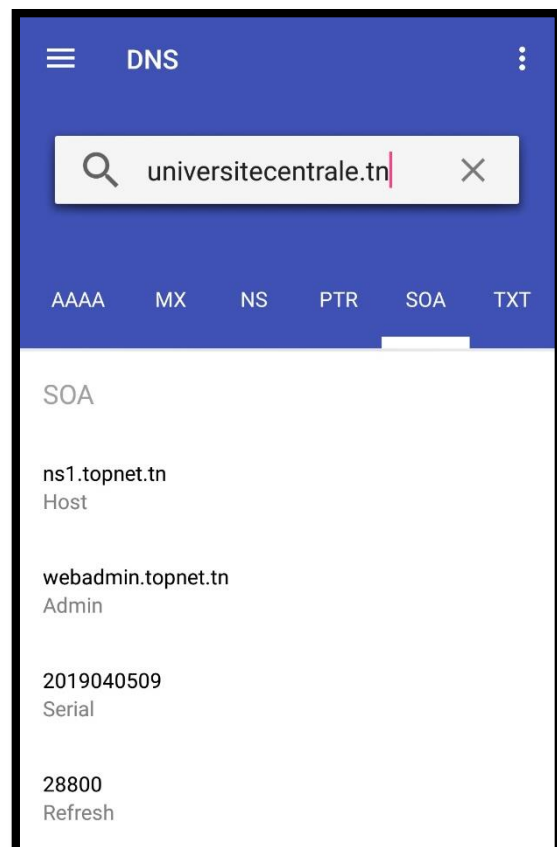 DNS
universitecentrale.tn
AAAA MX NS PTR SOA TXT
SOA
ns1.topnet.tn
Host
webadmin.topnet.tn
Admin
2019040509
Serial
28800
Refresh